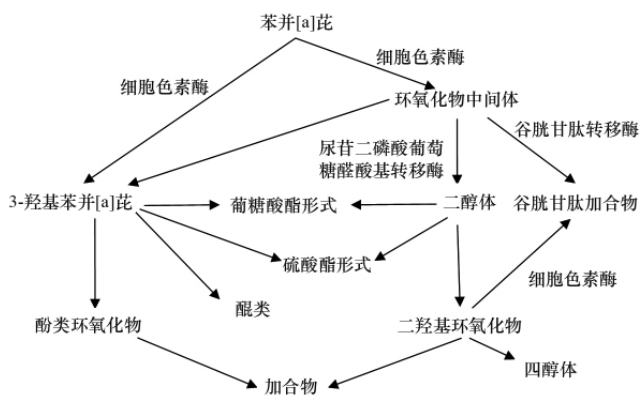 苯并[a]芘
细胞色素酶
细胞色素酶
环氧化物中间体
尿苷二磷酸葡萄
糖醛酸基转移酶
谷胱甘肽转移酶
3-羟基苯并[a]芘
葡糖酸酯形式
二醇体
谷胱甘肽加合物
硫酸酯形式
细胞色素酶
醌类
酚类环氧化物
二羟基环氧化物
四醇体
加合物